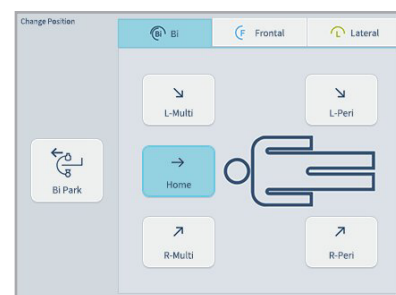 Change Position
Bi Bi
F Frontal
L Lateral
L-Multi
L-Peri
Bi Park
Home
R-Multi
R-Peri